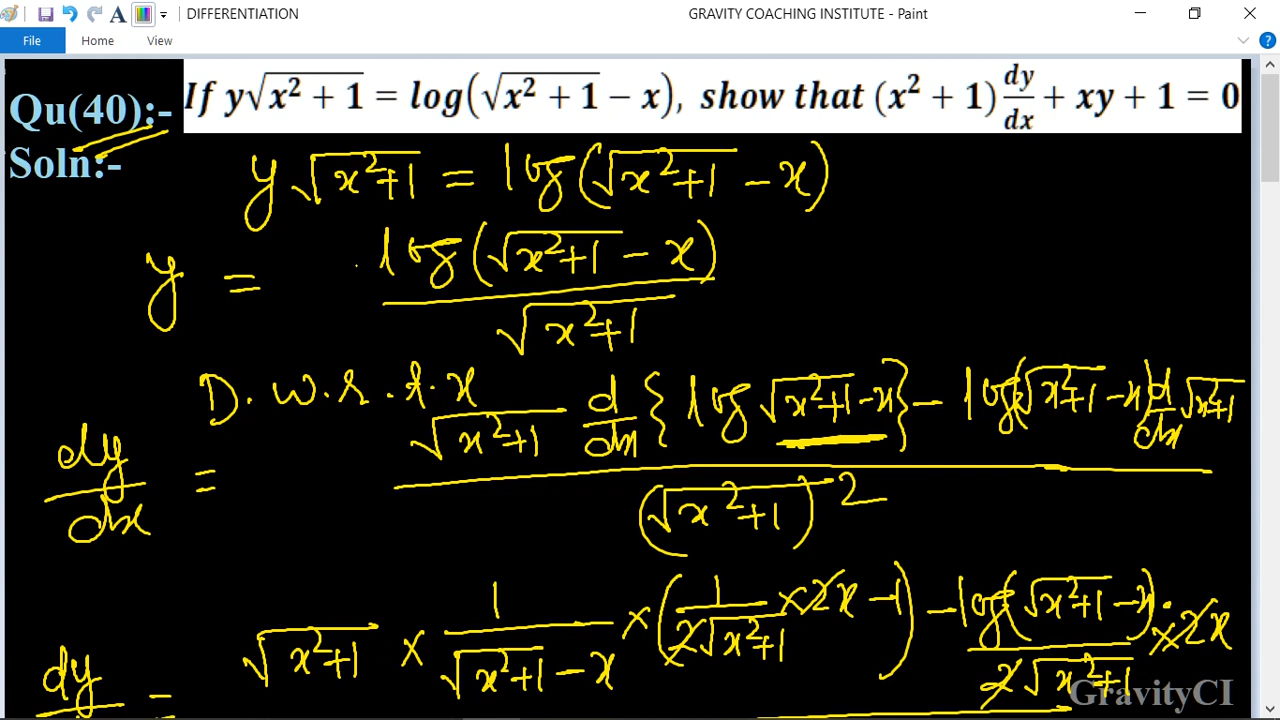 DIFFERENTIATION
GRAVITY COACHING INSTITUTE - Paint
File Home View
Qu(40):- If y√(x² + 1) = log(√(x² + 1) − x), show that (x² + 1) dy/dx + xy + 1 = 0
Soln:-
y √(x²+1) = log(√(x²+1) − x)
y = log(√(x²+1) − x) / √(x²+1)
D. w. r. t. x
dy/dx = [√(x²+1) d/dx {log √(x²+1) − x} − log(√(x²+1) − x) d/dx √(x²+1)] / (√(x²+1))²
dy = √(x²+1) × 1/(√(x²+1) − x) × (1/(2√(x²+1)) × 2x − 1) − log(√(x²+1) − x)/(2√(x²+1)) × 2x
GravityCI